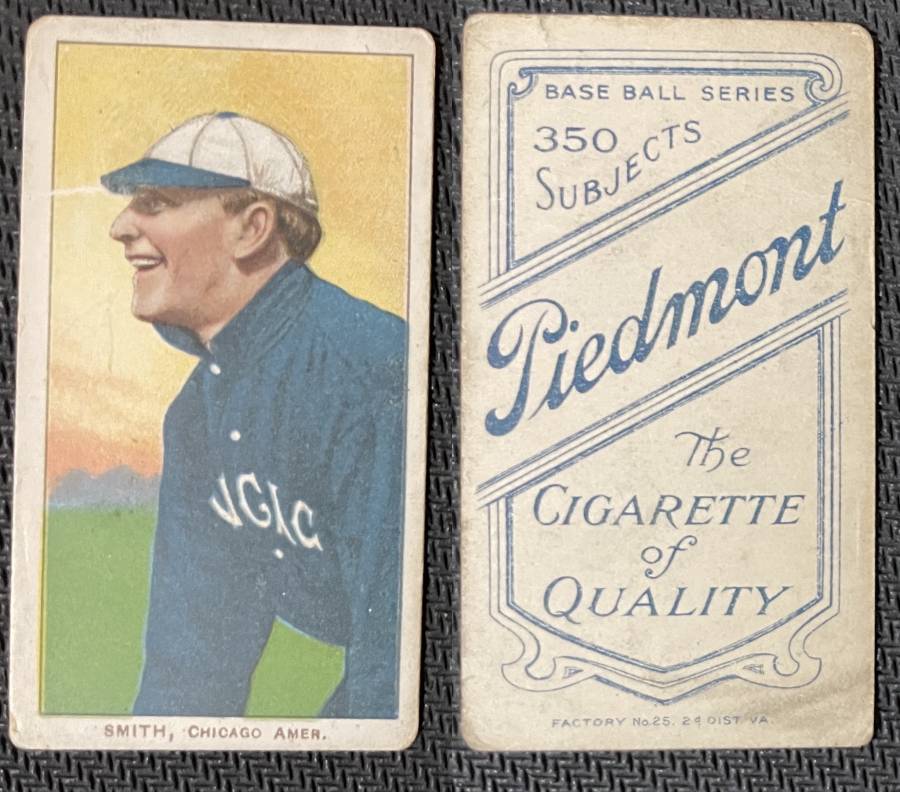 VGIC
SMITH, CHICAGO AMER.
BASE BALL SERIES
350
SUBJECTS
Piedmont
The
CIGARETTE
of
QUALITY
FACTORY No. 25. 2d DIST VA.